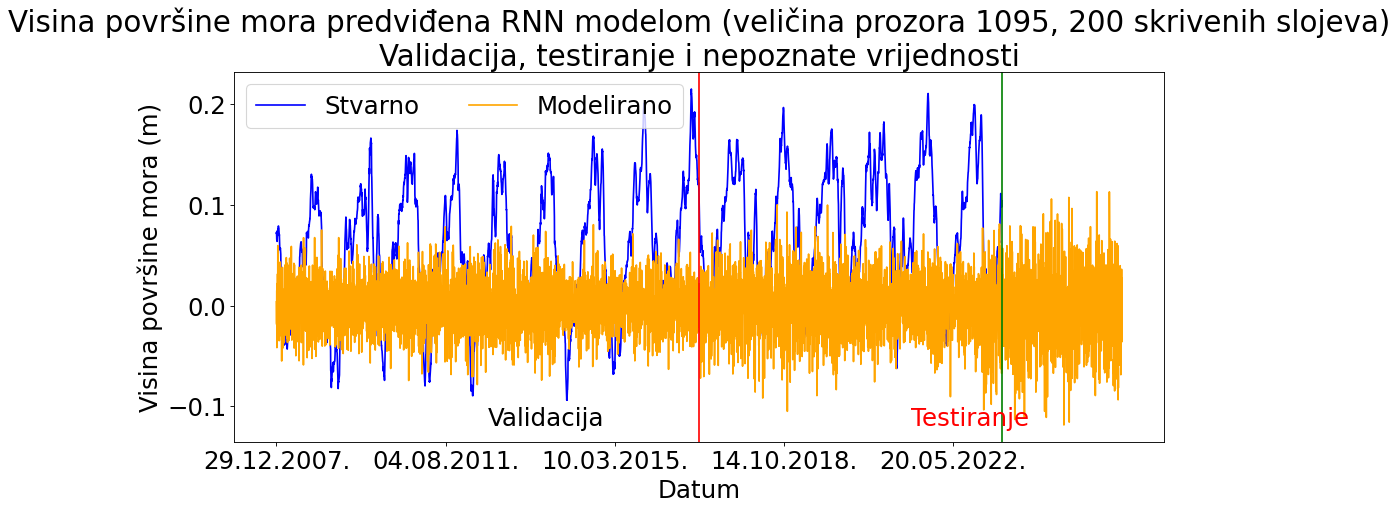 Visina površine mora predviđena RNN modelom (veličina prozora 1095, 200 skrivenih slojeva)
Validacija, testiranje i nepoznate vrijednosti
Stvarno Modelirano
Visina površine mora (m)
0.2
0.1
0.0
−0.1
Validacija Testiranje
29.12.2007. 04.08.2011. 10.03.2015. 14.10.2018. 20.05.2022.
Datum